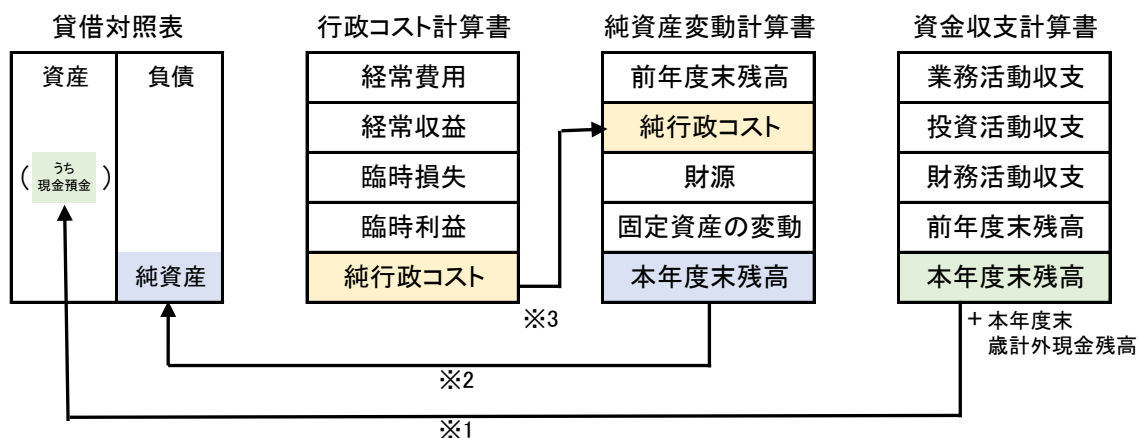 貸借対照表
資産
負債
(うち
現金預金)
純資産
行政コスト計算書
経常費用
経常収益
臨時損失
臨時利益
純行政コスト
純資産変動計算書
前年度末残高
純行政コスト
財源
固定資産の変動
本年度末残高
資金収支計算書
業務活動収支
投資活動収支
財務活動収支
前年度末残高
本年度末残高
+ 本年度末
歳計外現金残高
※3
※2
※1